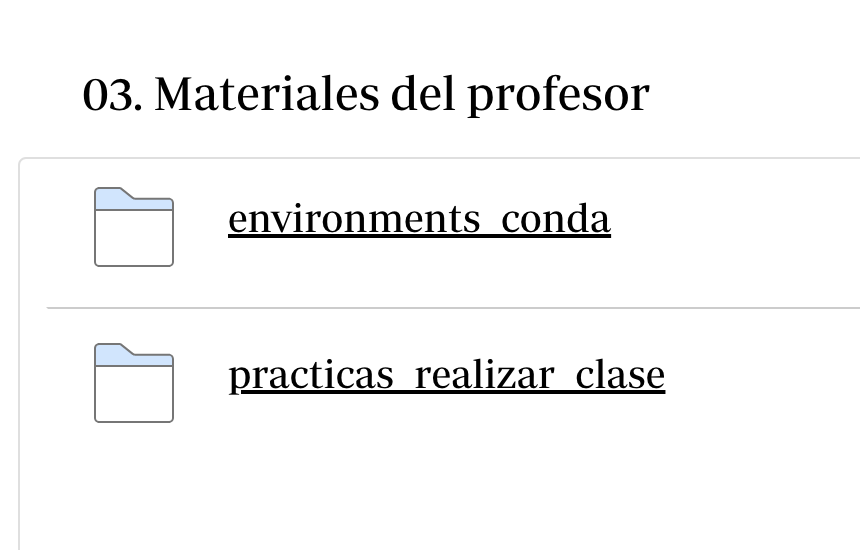 03. Materiales del profesor
environments_conda
practicas_realizar_clase